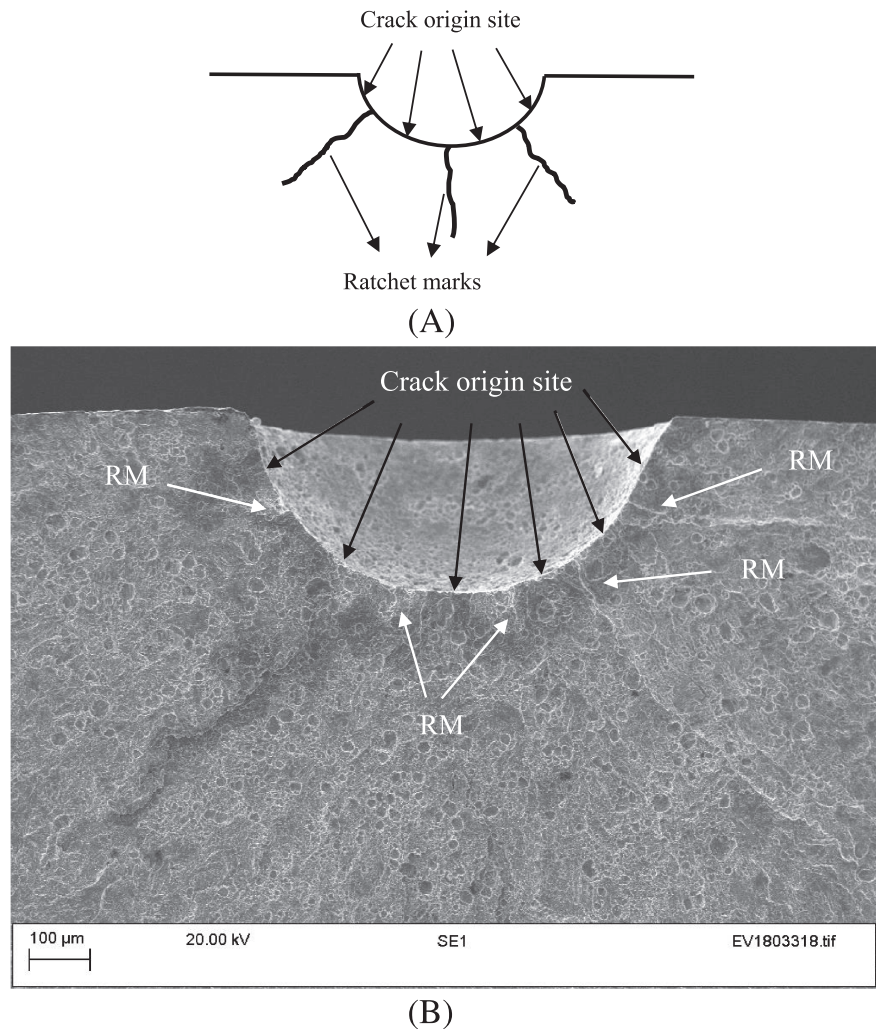 Crack origin site
Ratchet marks
(A)
Crack origin site
RM
RM
RM
RM
100 µm 20.00 kV SE1 EV1803318.tif
(B)